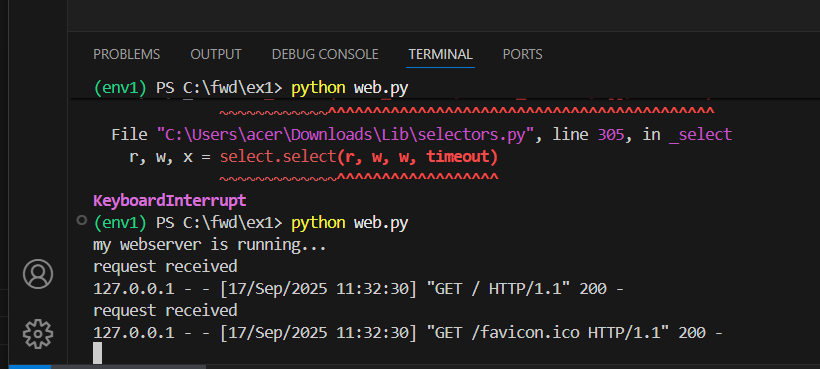 PROBLEMS OUTPUT DEBUG CONSOLE TERMINAL PORTS
(env1) PS C:\fwd\ex1> python web.py
~~~~~~~~~~~~~^^^^^^^^^^^^^^^^^^^^^^^^^^^^^^^^^^^^^^^^^^^^^^
File "C:\Users\acer\Downloads\Lib\selectors.py", line 305, in _select
r, w, x = select.select(r, w, w, timeout)
~~~~~~~~~~~~~^^^^^^^^^^^^^^^^^^
KeyboardInterrupt
(env1) PS C:\fwd\ex1> python web.py
my webserver is running...
request received
127.0.0.1 - - [17/Sep/2025 11:32:30] "GET / HTTP/1.1" 200 -
request received
127.0.0.1 - - [17/Sep/2025 11:32:30] "GET /favicon.ico HTTP/1.1" 200 -